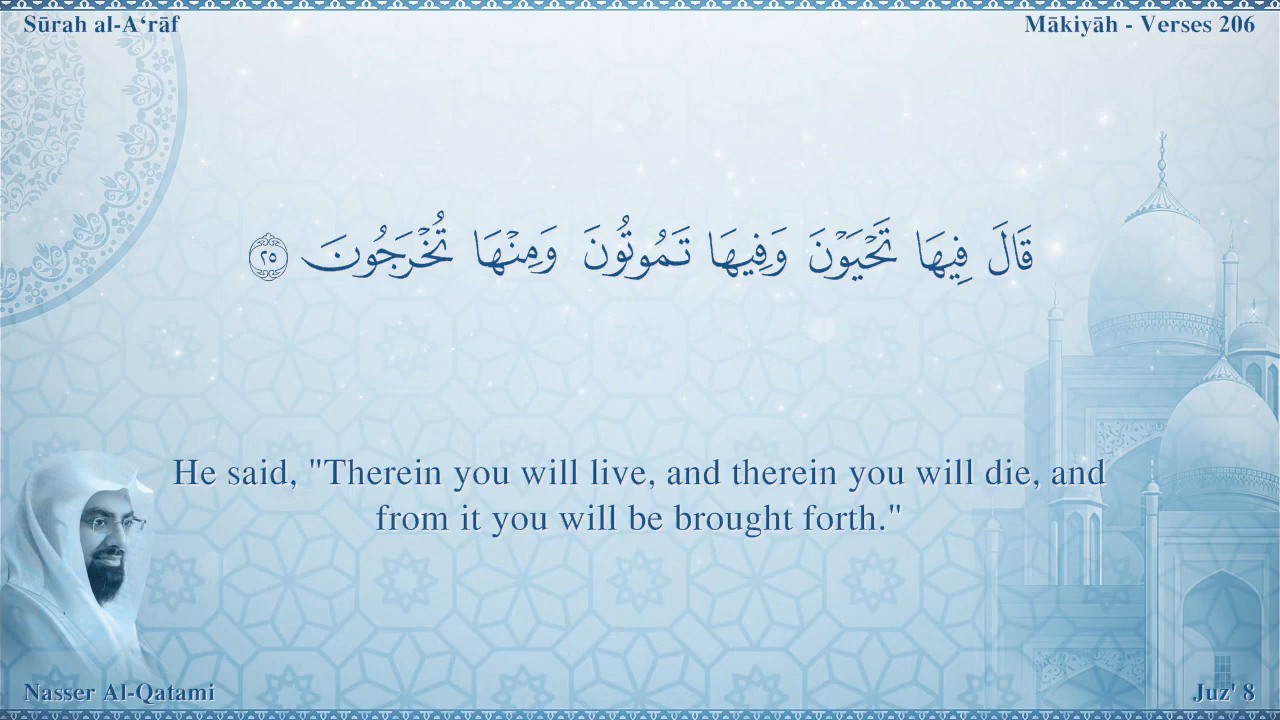 Sūrah al-A‘rāf
Mākiyāh - Verses 206
قَالَ فِيهَا تَحْيَوْنَ وَفِيهَا تَمُوتُونَ وَمِنْهَا تُخْرَجُونَ ٢٥
He said, "Therein you will live, and therein you will die, and
from it you will be brought forth."
Nasser Al-Qatami
Juz' 8